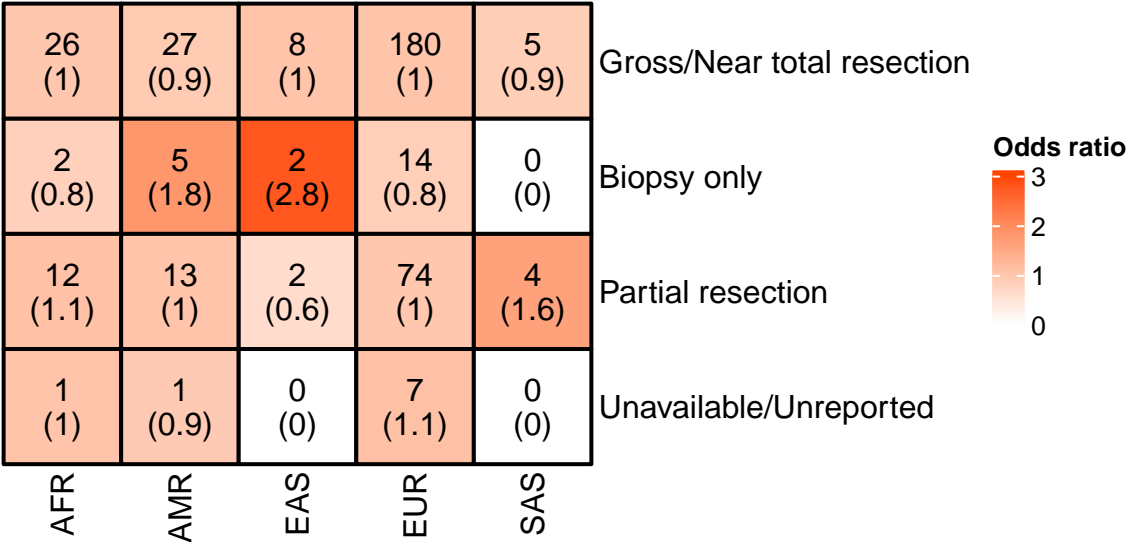 26 27 8 180 5
(1) (0.9) (1) (1) (0.9)
Gross/Near total resection
2 5 2 14 0
(0.8) (1.8) (2.8) (0.8) (0)
Biopsy only
12 13 2 74 4
(1.1) (1) (0.6) (1) (1.6)
Partial resection
1 1 0 7 0
(1) (0.9) (0) (1.1) (0)
Unavailable/Unreported
AFR AMR EAS EUR SAS
Odds ratio
3
2
1
0